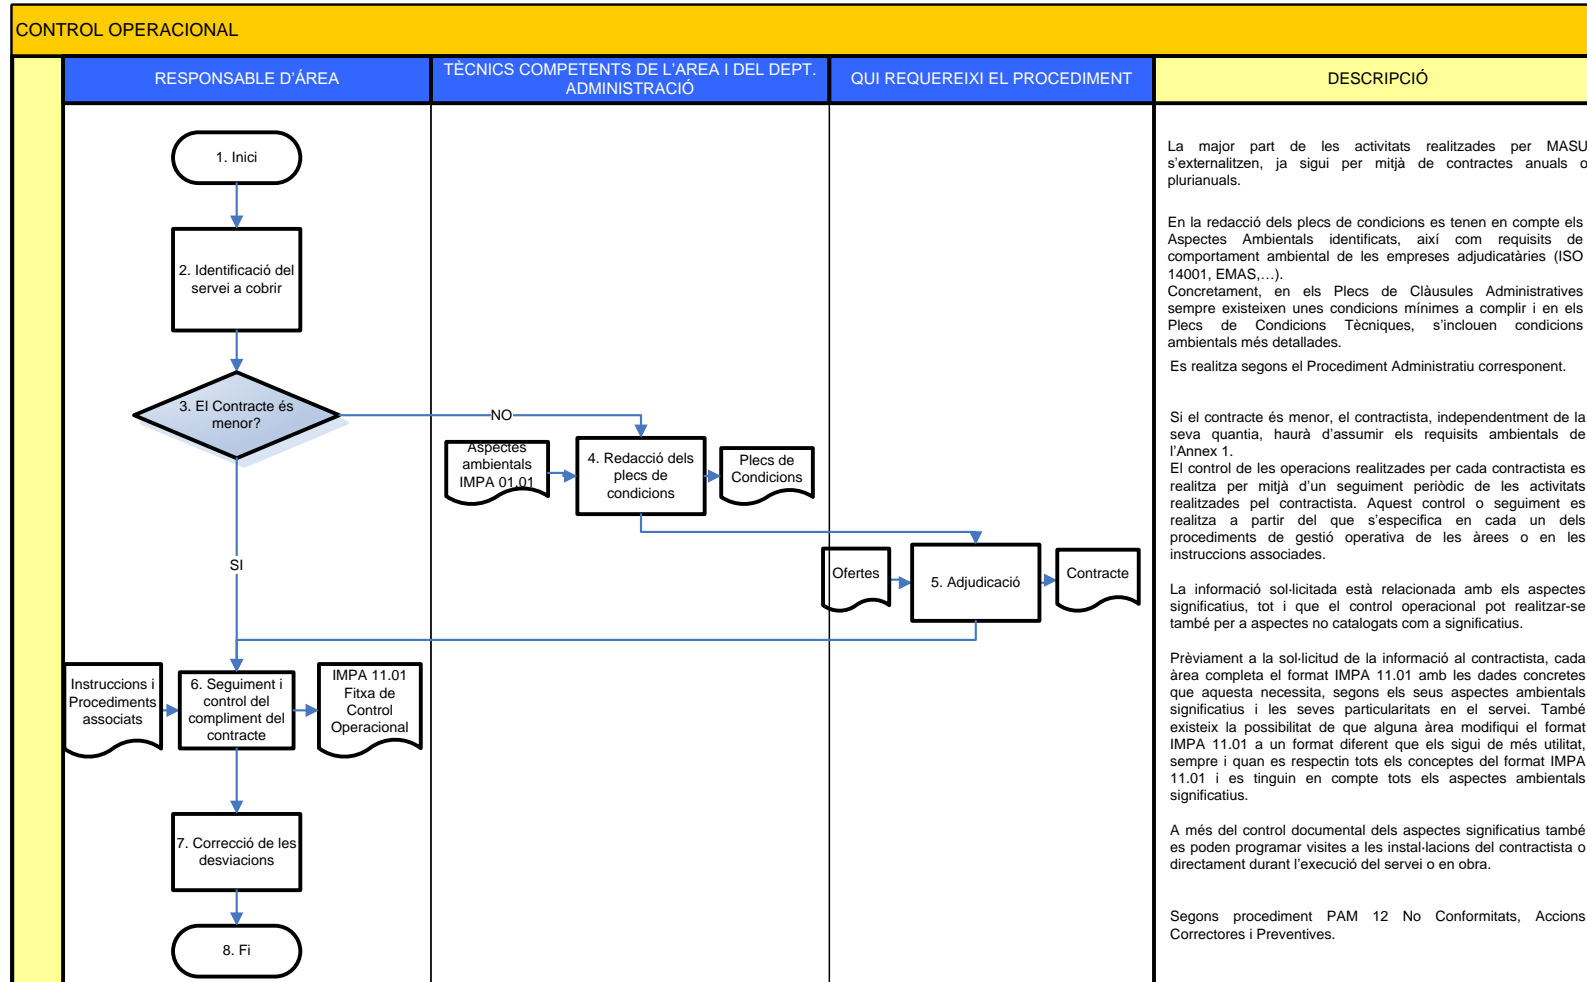 CONTROL OPERACIONAL
RESPONSABLE D'ÁREA
TÈCNICS COMPETENTS DE L'AREA I DEL DEPT.
ADMINISTRACIÓ
QUI REQUEREIXI EL PROCEDIMENT
DESCRIPCIÓ
1. Inici
2. Identificació del
servei a cobrir
3. El Contracte és
menor?
NO
SI
Aspectes
ambientals
IMPA 01.01
4. Redacció dels
plecs de
condicions
Plecs de
Condicions
Ofertes
5. Adjudicació
Contracte
Instruccions i
Procediments
associats
6. Seguiment i
control del
compliment del
contracte
IMPA 11.01
Fitxa de
Control
Operacional
7. Correcció de les
desviacions
8. Fi
La major part de les activitats realitzades per MASU
s'externalitzen, ja sigui per mitjà de contractes anuals o
plurianuals.
En la redacció dels plecs de condicions es tenen en compte els
Aspectes Ambientals identificats, així com requisits de
comportament ambiental de les empreses adjudicatàries (ISO
14001, EMAS,…).
Concretament, en els Plecs de Clàusules Administratives
sempre existeixen unes condicions mínimes a complir i en els
Plecs de Condicions Tècniques, s'inclouen condicions
ambientals més detallades.
Es realitza segons el Procediment Administratiu corresponent.
Si el contracte és menor, el contractista, independentment de la
seva quantia, haurà d'assumir els requisits ambientals de
l'Annex 1.
El control de les operacions realitzades per cada contractista es
realitza per mitjà d'un seguiment periòdic de les activitats
realitzades pel contractista. Aquest control o seguiment es
realitza a partir del que s'especifica en cada un dels
procediments de gestió operativa de les àrees o en les
instruccions associades.
La informació sol·licitada està relacionada amb els aspectes
significatius, tot i que el control operacional pot realitzar-se
també per a aspectes no catalogats com a significatius.
Prèviament a la sol·licitud de la informació al contractista, cada
àrea completa el format IMPA 11.01 amb les dades concretes
que aquesta necessita, segons els seus aspectes ambientals
significatius i les seves particularitats en el servei. També
existeix la possibilitat de que alguna àrea modifiqui el format
IMPA 11.01 a un format diferent que els sigui de més utilitat,
sempre i quan es respectin tots els conceptes del format IMPA
11.01 i es tinguin en compte tots els aspectes ambientals
significatius.
A més del control documental dels aspectes significatius també
es poden programar visites a les instal·lacions del contractista o
directament durant l'execució del servei o en obra.
Segons procediment PAM 12 No Conformitats, Accions
Correctores i Preventives.